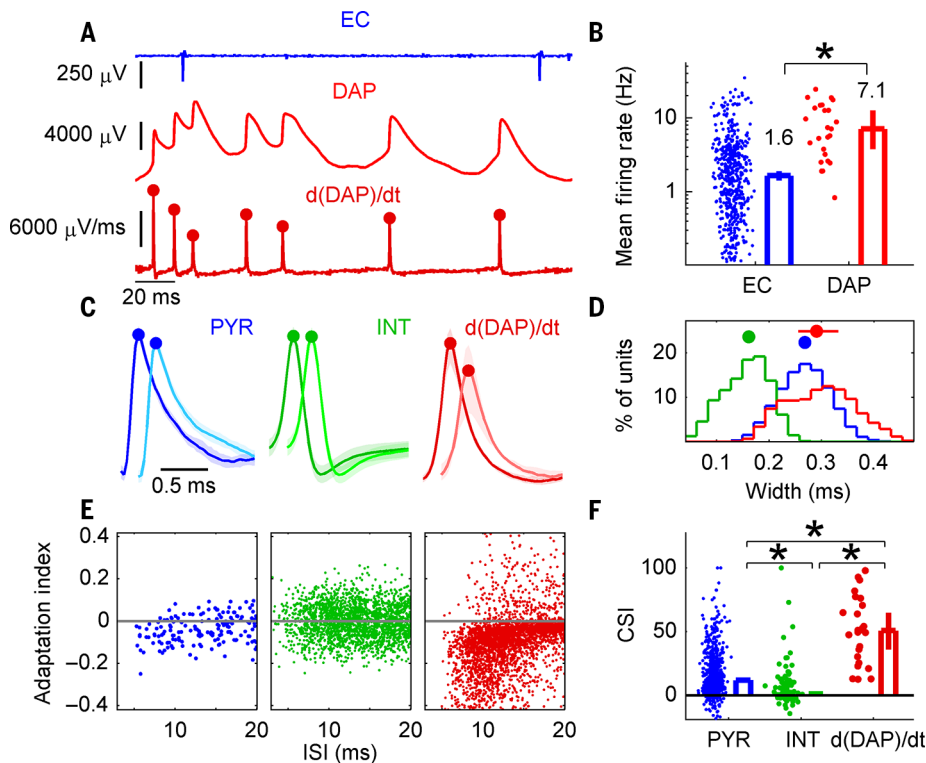 A
EC
250 μV
DAP
4000 μV
d(DAP)/dt
6000 μV/ms
20 ms
B
Mean firing rate (Hz)
10
1
*
1.6
7.1
EC DAP
C
PYR INT d(DAP)/dt
0.5 ms
D
% of units
20
10
0.1 0.2 0.3 0.4
Width (ms)
E
Adaptation index
0.4
0.2
0
−0.2
−0.4
10 20 10 20 10 20
ISI (ms)
F
CSI
100
50
0
*
* *
PYR INT d(DAP)/dt